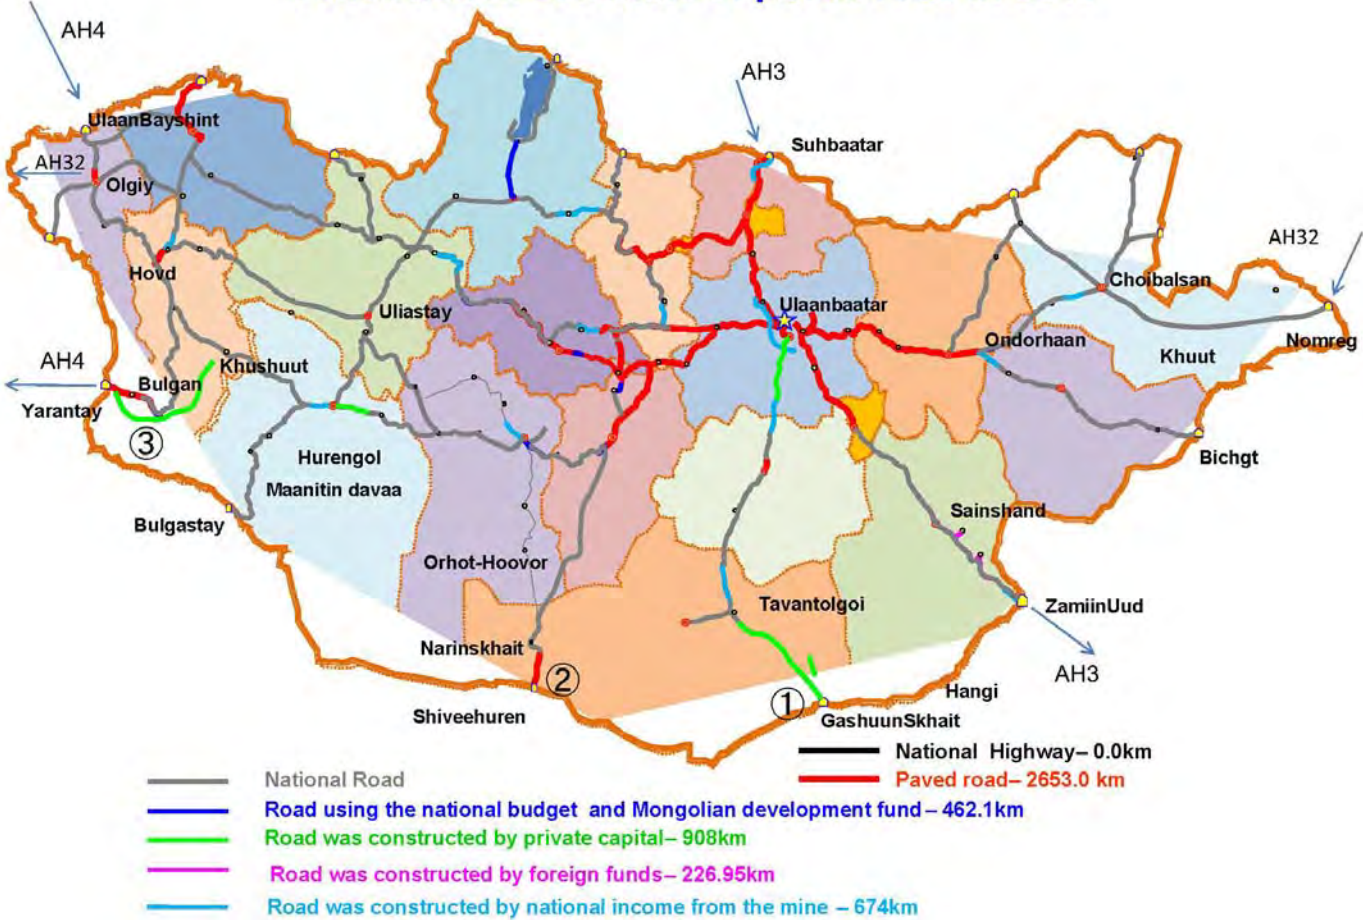 AH4
AH3
UlaanBayshint
Suhbaatar
AH32
Olgiy
AH32
Hovd
Choibalsan
Ulaanbaatar
Uliastay
Ondorhaan
Nomreg
Khuut
AH4
Khushuut
Bulgan
Yarantay
③
Hurengol
Bichgt
Maanitin davaa
Sainshand
Bulgastay
Orhot-Hoovor
Tavantolgoi
ZamiinUud
Narinskhait
AH3
②
Hangi
①
Shiveehuren
GashuunSkhait
National Highway– 0.0km
National Road
Paved road– 2653.0 km
Road using the national budget and Mongolian development fund – 462.1km
Road was constructed by private capital– 908km
Road was constructed by foreign funds– 226.95km
Road was constructed by national income from the mine – 674km